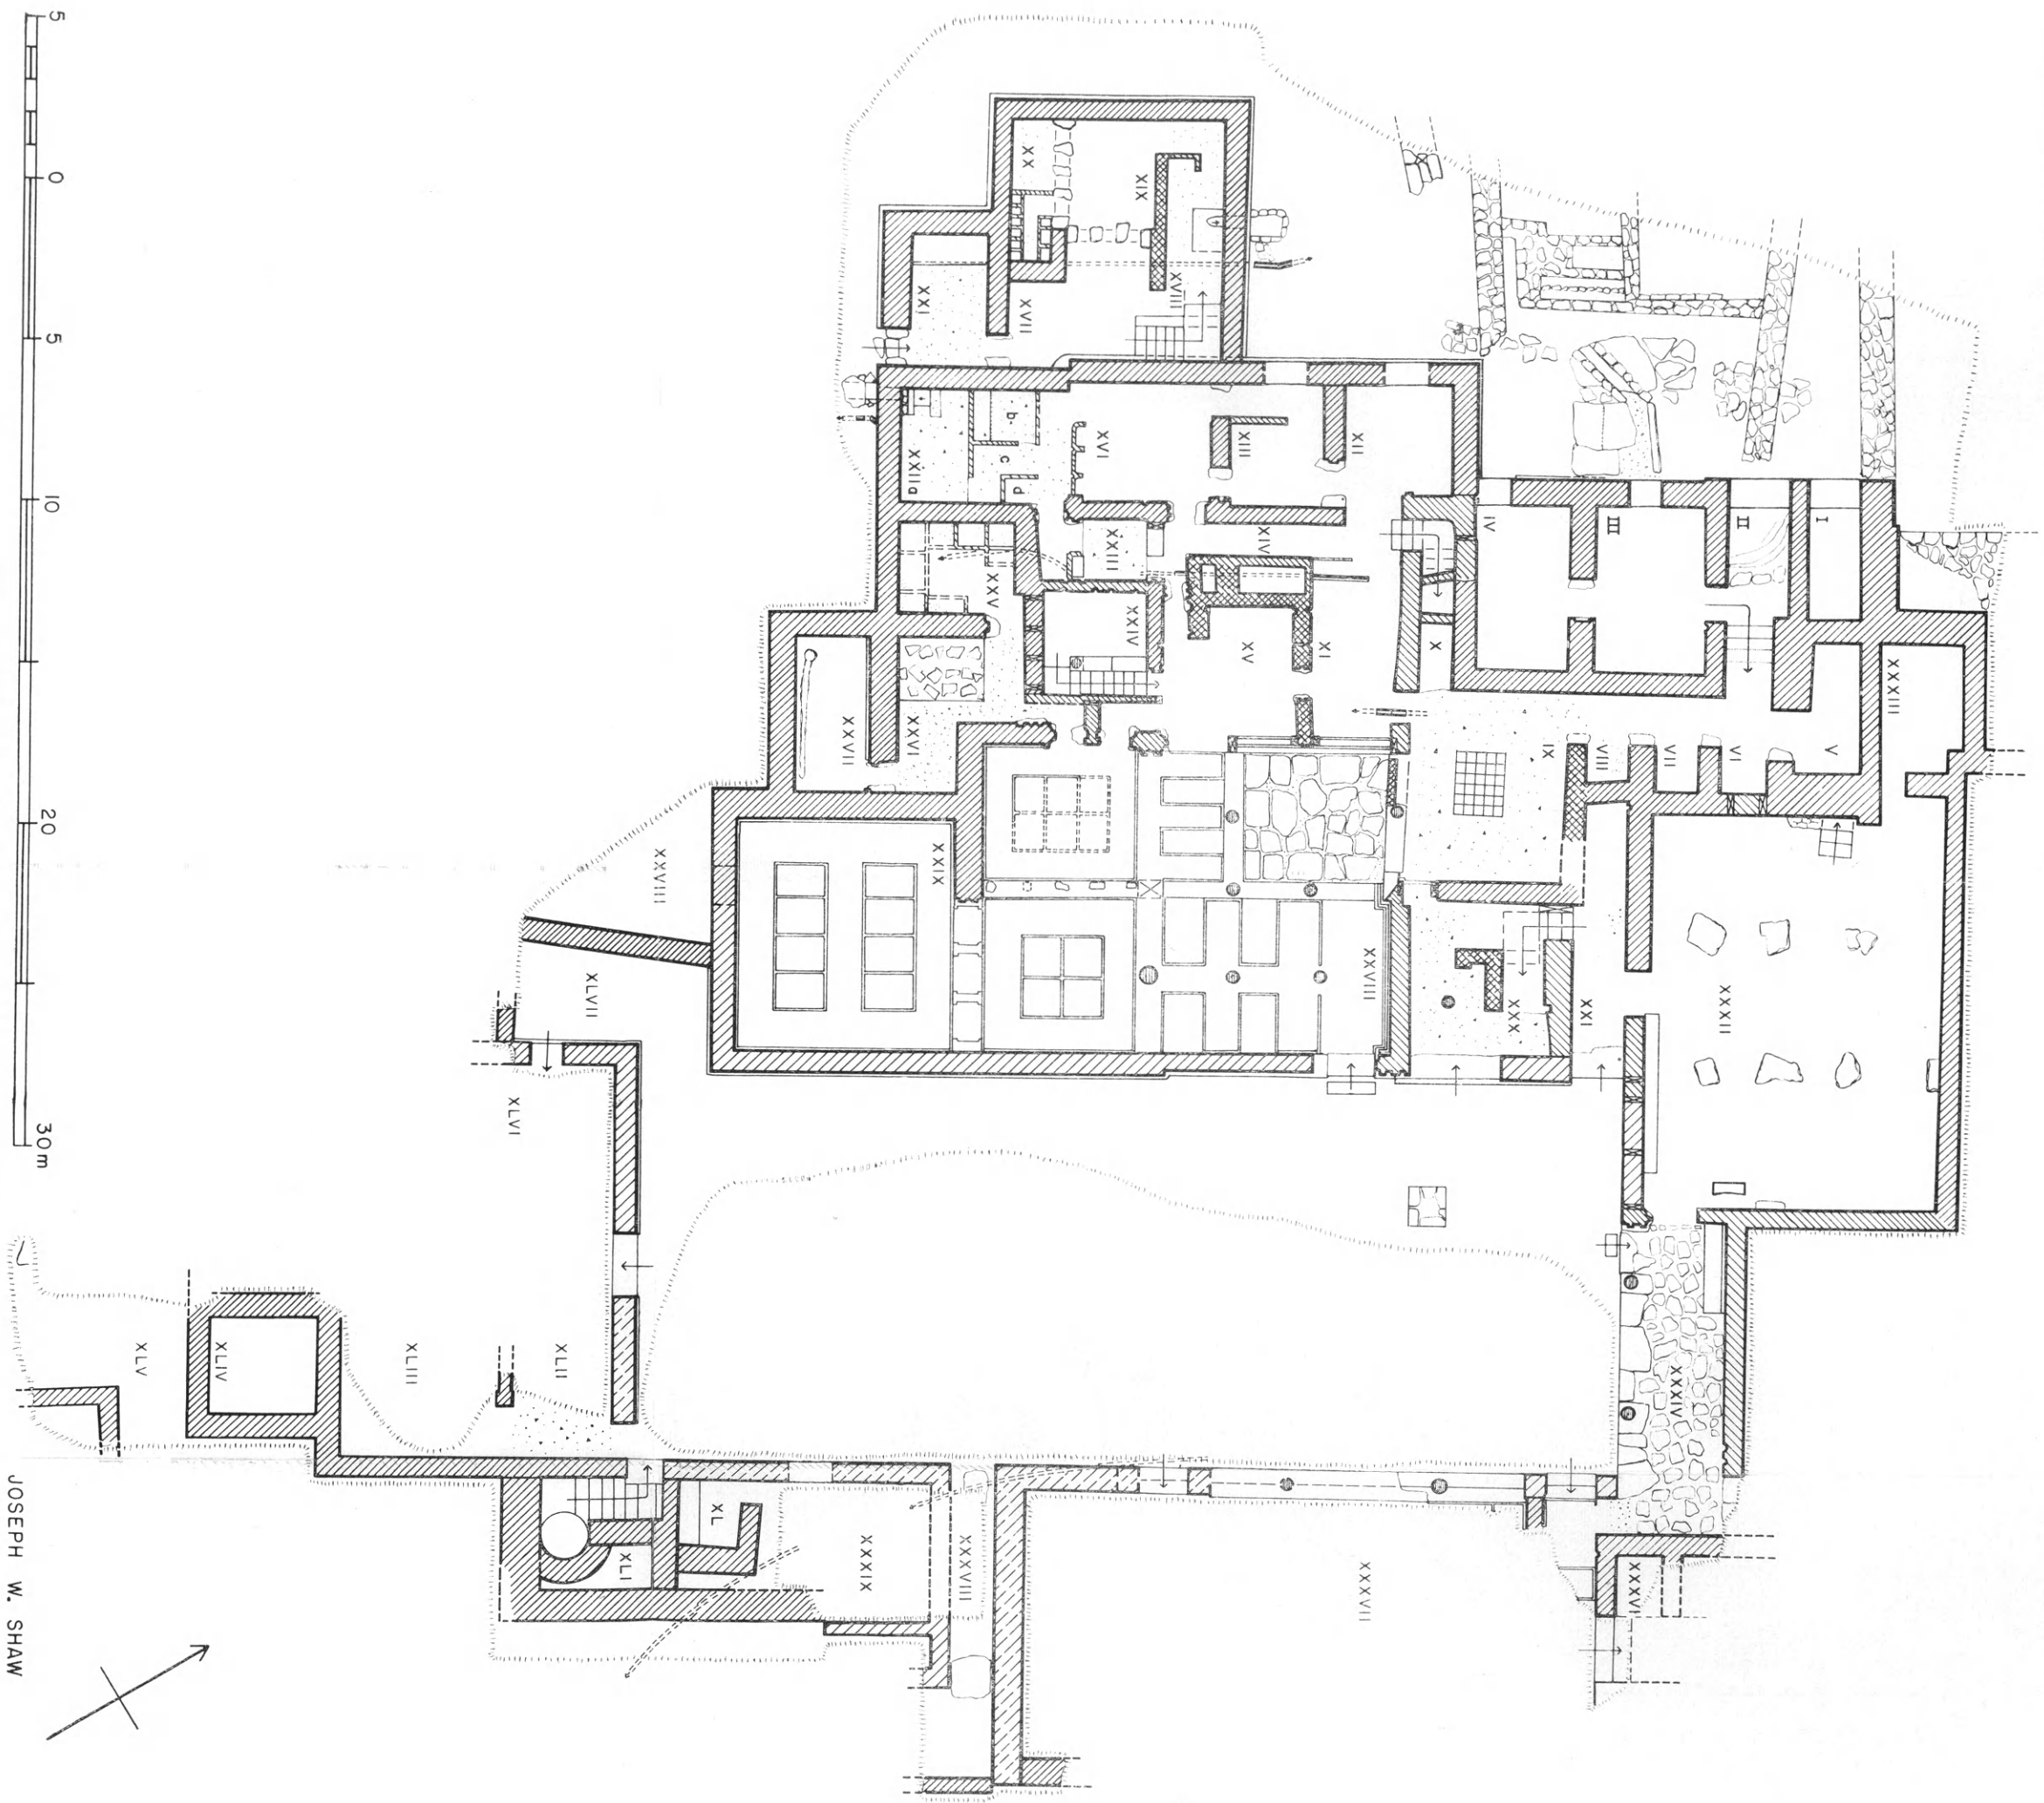 5
0
5
10
20
30m
XX
XIX
XVIII
XVII
XXI
b
c
d
XXIIa
XVI
XIII
XII
XIV
XXIII
XXIV
XXV
XV
XI
X
IV
III
II
I
XXXIII
V
VI
VII
VIII
IX
XXVI
XXVII
XXVIII
XXIX
XXVIII
XXX
XXI
XXXII
XLVII
XLVI
XLV
XLIV
XLIII
XLII
XXXIV
XL
XLI
XXXIX
XXXVIII
XXXVII
XXXVI
JOSEPH W. SHAW